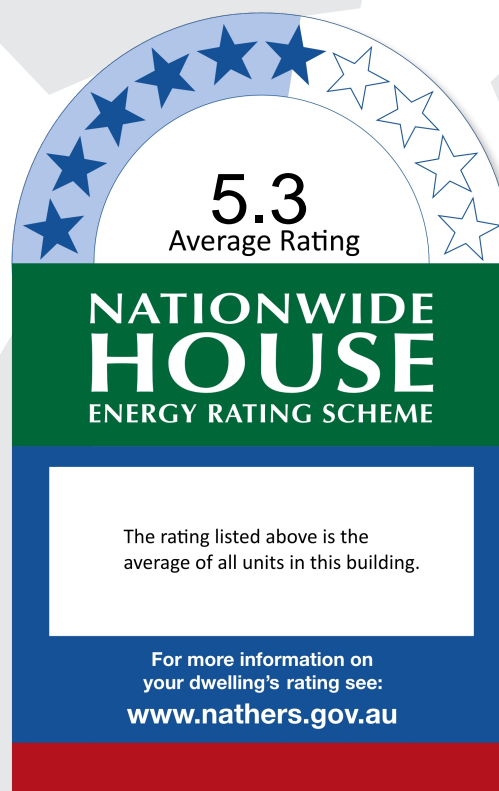 5.3
Average Rating
NATIONWIDE
HOUSE
ENERGY RATING SCHEME
The rating listed above is the
average of all units in this building.
For more information on
your dwelling's rating see:
www.nathers.gov.au